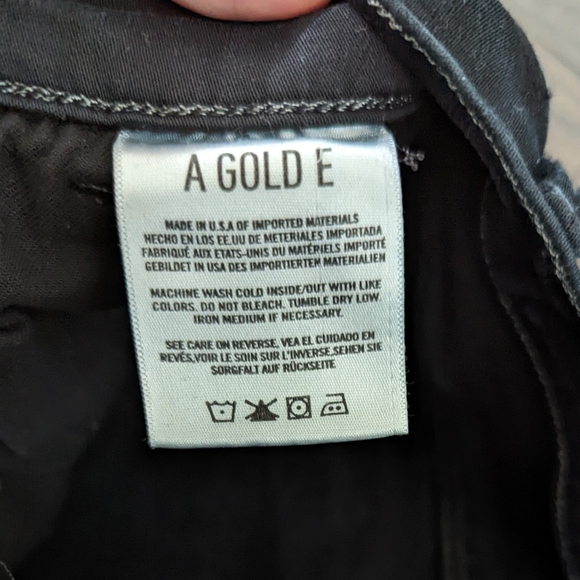 A GOLD E
MADE IN U.S.A OF IMPORTED MATERIALS
HECHO EN LOS EE.UU DE METERIALES IMPORTADA
FABRIQUÉ AUX ETATS-UNIS DU MATÉRIELS IMPORTÉ
GEBILDET IN USA DES IMPORTIERTEN MATERIALIEN
MACHINE WASH COLD INSIDE/OUT WITH LIKE
COLORS. DO NOT BLEACH. TUMBLE DRY LOW.
IRON MEDIUM IF NECESSARY.
SEE CARE ON REVERSE, VEA EL CUIDADO EN
REVÉS,VOIR LE SOIN SUR L'INVERSE,SEHEN SIE
SORGFALT AUF RÜCKSEITE